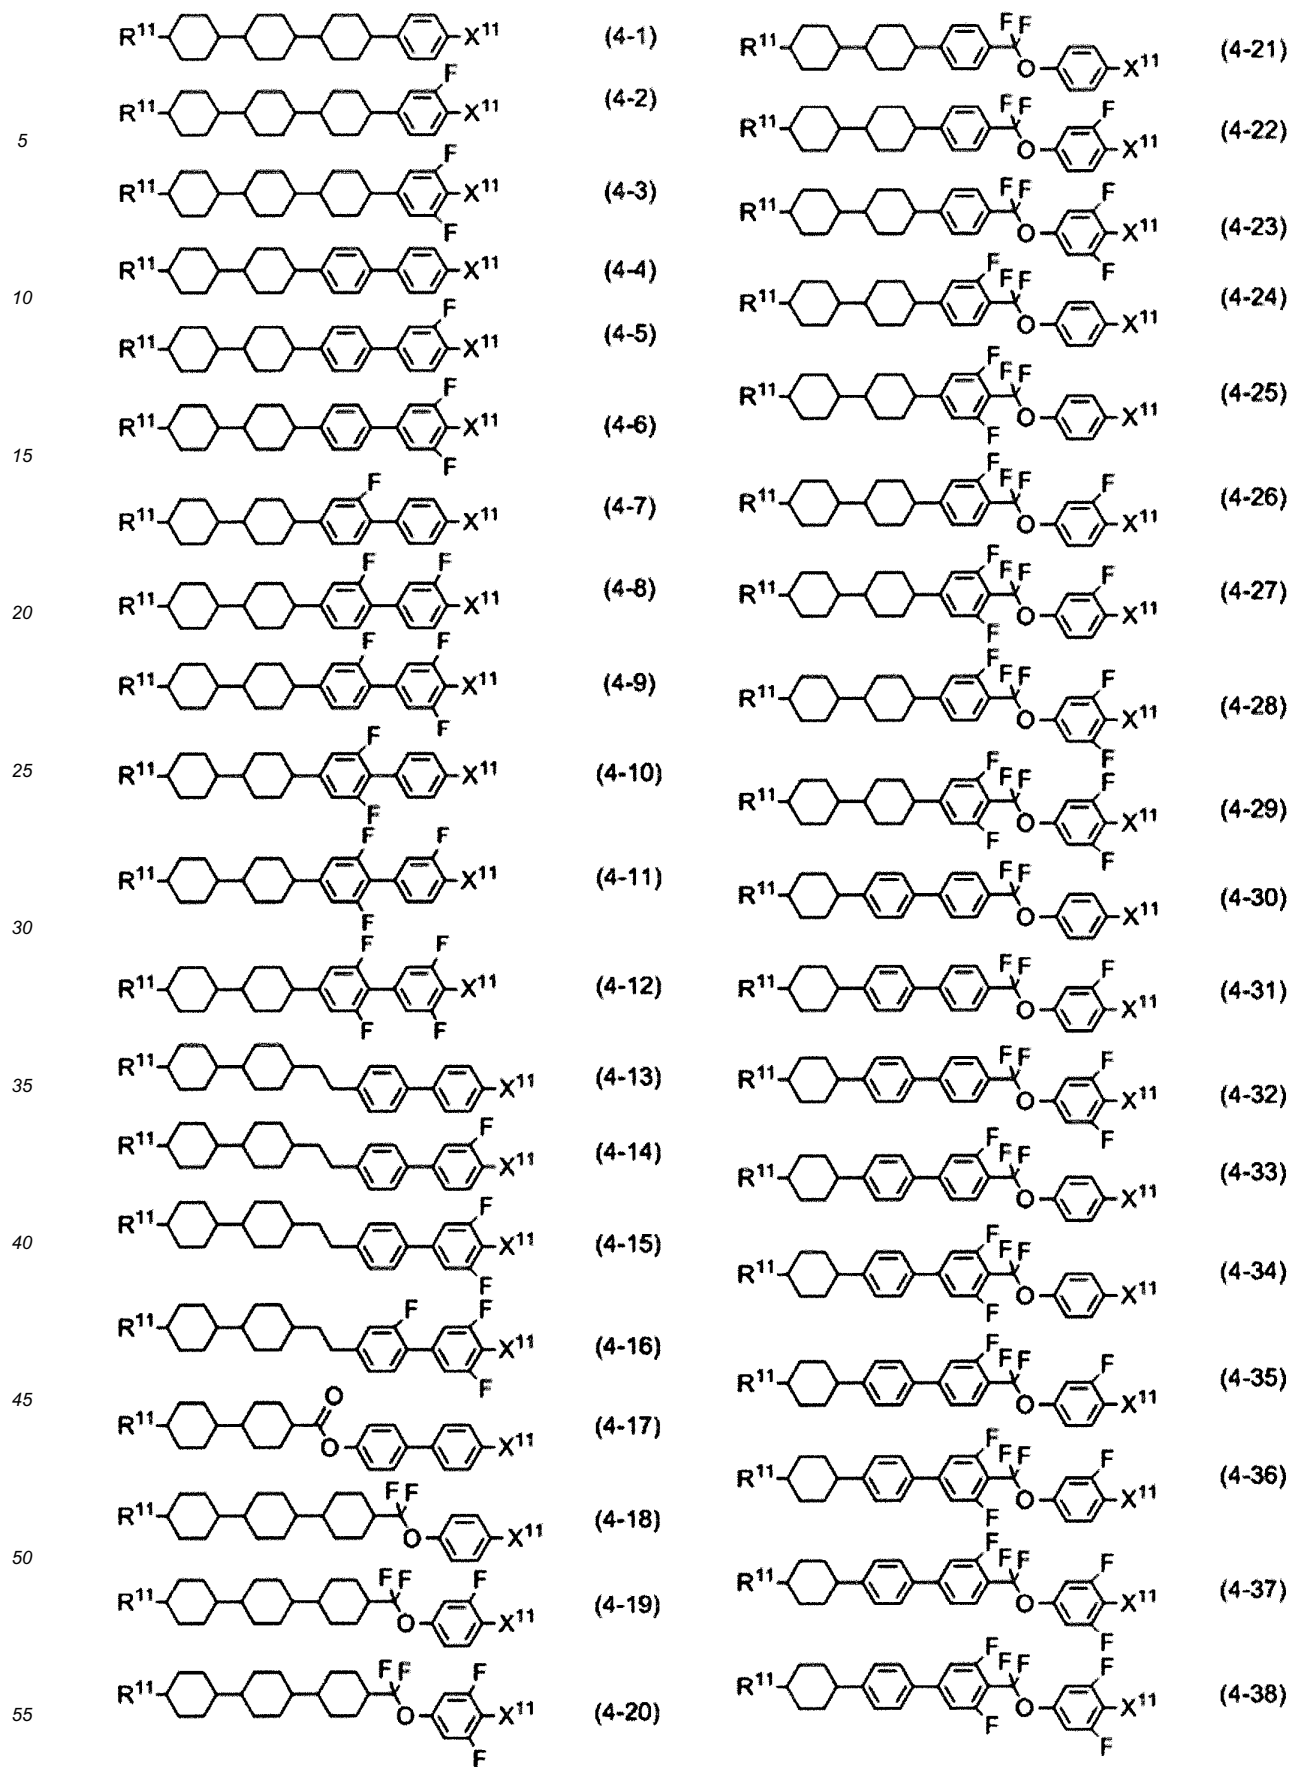 R¹¹ X¹¹ (4-1)
F
R¹¹ X¹¹ (4-2)
5
F
R¹¹ X¹¹ (4-3)
F
R¹¹ X¹¹ (4-4)
10
F
R¹¹ X¹¹ (4-5)
F
R¹¹ X¹¹ (4-6)
F
15
F
R¹¹ X¹¹ (4-7)
F F
R¹¹ X¹¹ (4-8)
20
F F
R¹¹ X¹¹ (4-9)
F
F
R¹¹ X¹¹ (4-10)
25
F
F F
R¹¹ X¹¹ (4-11)
F
30
F F
R¹¹ X¹¹ (4-12)
F F
R¹¹ X¹¹ (4-13)
35
F
R¹¹ X¹¹ (4-14)
F
R¹¹ X¹¹ (4-15)
40
F
F F
R¹¹ X¹¹ (4-16)
F
45
O
R¹¹ O X¹¹ (4-17)
F F
R¹¹ O X¹¹ (4-18)
50
F F F
R¹¹ O X¹¹ (4-19)
F F F
R¹¹ O X¹¹ (4-20)
55
F
F F
R¹¹ O X¹¹ (4-21)
F F F
R¹¹ O X¹¹ (4-22)
F F F
R¹¹ O X¹¹ (4-23)
F
F F F
R¹¹ O X¹¹ (4-24)
F F F
R¹¹ O X¹¹ (4-25)
F
F F F F
R¹¹ O X¹¹ (4-26)
F F F F
R¹¹ O X¹¹ (4-27)
F
F F F F
R¹¹ O X¹¹ (4-28)
F
F F F F
R¹¹ O X¹¹ (4-29)
F F
F F
R¹¹ O X¹¹ (4-30)
F F F
R¹¹ O X¹¹ (4-31)
F F F
R¹¹ O X¹¹ (4-32)
F
F F F
R¹¹ O X¹¹ (4-33)
F F F
R¹¹ O X¹¹ (4-34)
F
F F F F
R¹¹ O X¹¹ (4-35)
F F F F
R¹¹ O X¹¹ (4-36)
F
F F F F
R¹¹ O X¹¹ (4-37)
F
F F F F
R¹¹ O X¹¹ (4-38)
F F